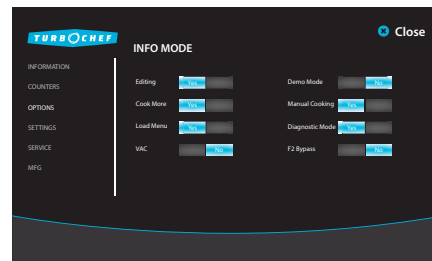 TURBOCHEF
Close
INFO MODE
INFORMATION
COUNTERS
OPTIONS
SETTINGS
SERVICE
MFG
Editing Yes
Cook More Yes
Load Menu Yes
VAC No
Demo Mode No
Manual Cooking Yes
Diagnostic Mode Yes
F2 Bypass No